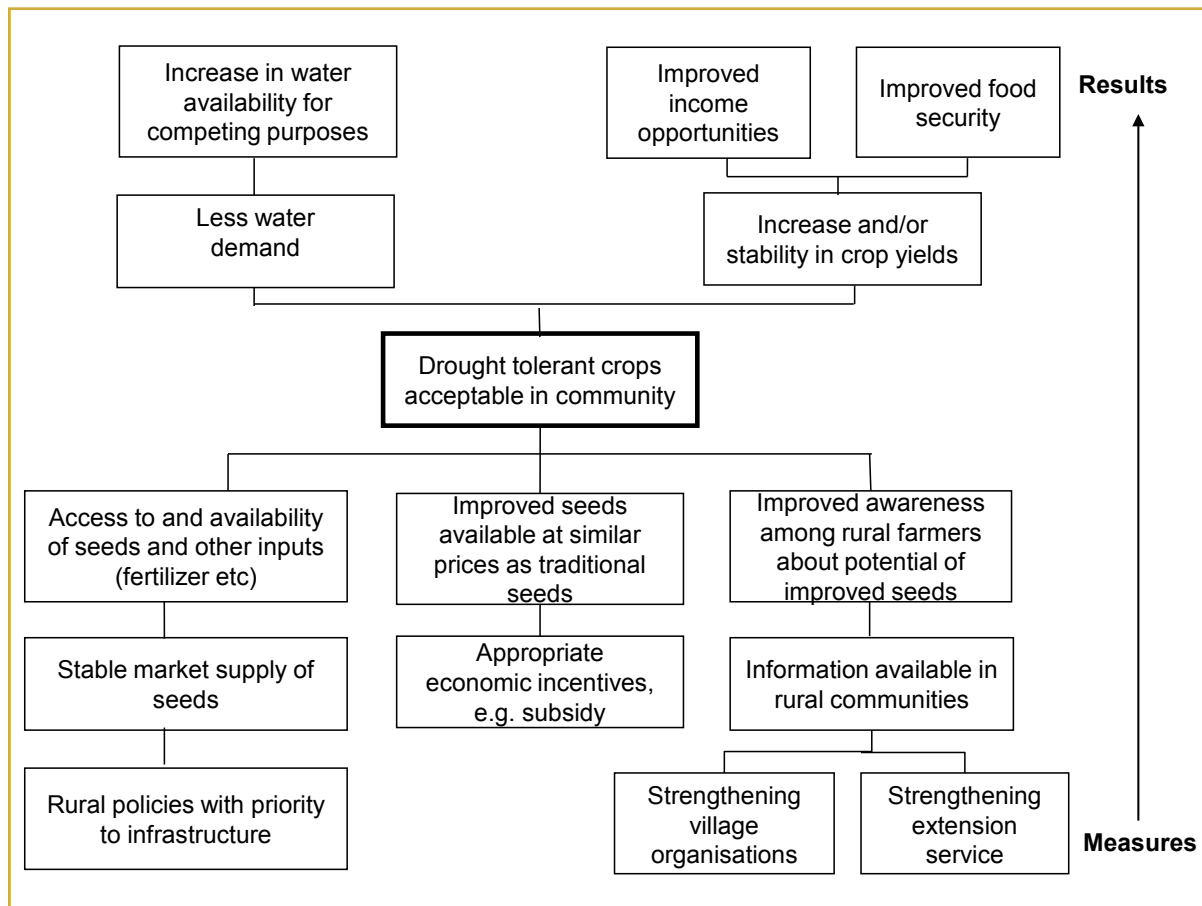 Increase in water
availability for
competing purposes
Improved
income
opportunities
Improved food
security
Results
Less water
demand
Increase and/or
stability in crop yields
Drought tolerant crops
acceptable in community
Access to and availability
of seeds and other inputs
(fertilizer etc)
Improved seeds
available at similar
prices as traditional
seeds
Improved awareness
among rural farmers
about potential of
improved seeds
Stable market supply of
seeds
Appropriate
economic incentives,
e.g. subsidy
Information available in
rural communities
Rural policies with priority
to infrastructure
Strengthening
village
organisations
Strengthening
extension
service
Measures